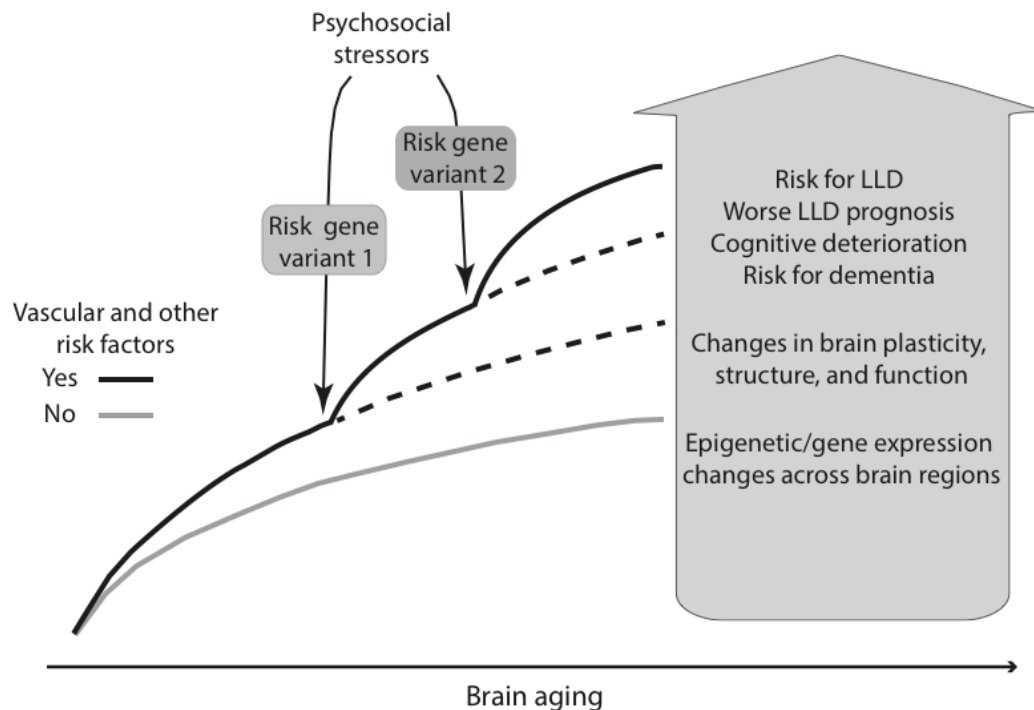 Psychosocial
stressors
Risk gene
variant 2
Risk gene
variant 1
Vascular and other
risk factors
Yes
No
Risk for LLD
Worse LLD prognosis
Cognitive deterioration
Risk for dementia
Changes in brain plasticity,
structure, and function
Epigenetic/gene expression
changes across brain regions
Brain aging